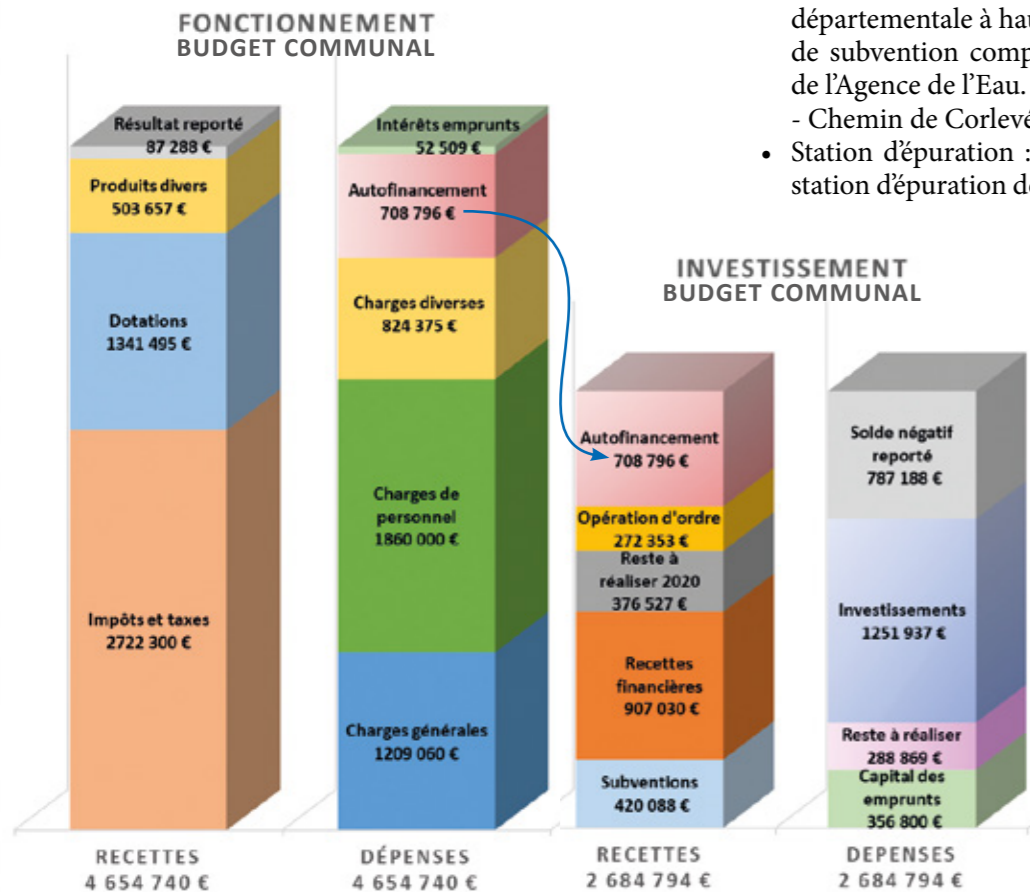 FONCTIONNEMENT
BUDGET COMMUNAL
Résultat reporté
87 288 €
Produits divers
503 657 €
Dotations
1341 495 €
Impôts et taxes
2722 300 €
RECETTES
4 654 740 €
Intérêts emprunts
52 509 €
Autofinancement
708 796 €
Charges diverses
824 375 €
Charges de
personnel
1860 000 €
Charges générales
1209 060 €
DÉPENSES
4 654 740 €
départementale à
de subvention
de l'Agence de l'Eau.
- Chemin de
• Station d'épuration :
station d'épuration
INVESTISSEMENT
BUDGET COMMUNAL
Autofinancement
708 796 €
Opération d'ordre
272 353 €
Reste à
réaliser 2020
376 527 €
Recettes
financières
907 030 €
Subventions
420 088 €
RECETTES
2 684 794 €
Solde négatif
reporté
787 188 €
Investissements
1251 937 €
Reste à réaliser
288 869 €
Capital des
emprunts
356 800 €
DEPENSES
2 684 794 €